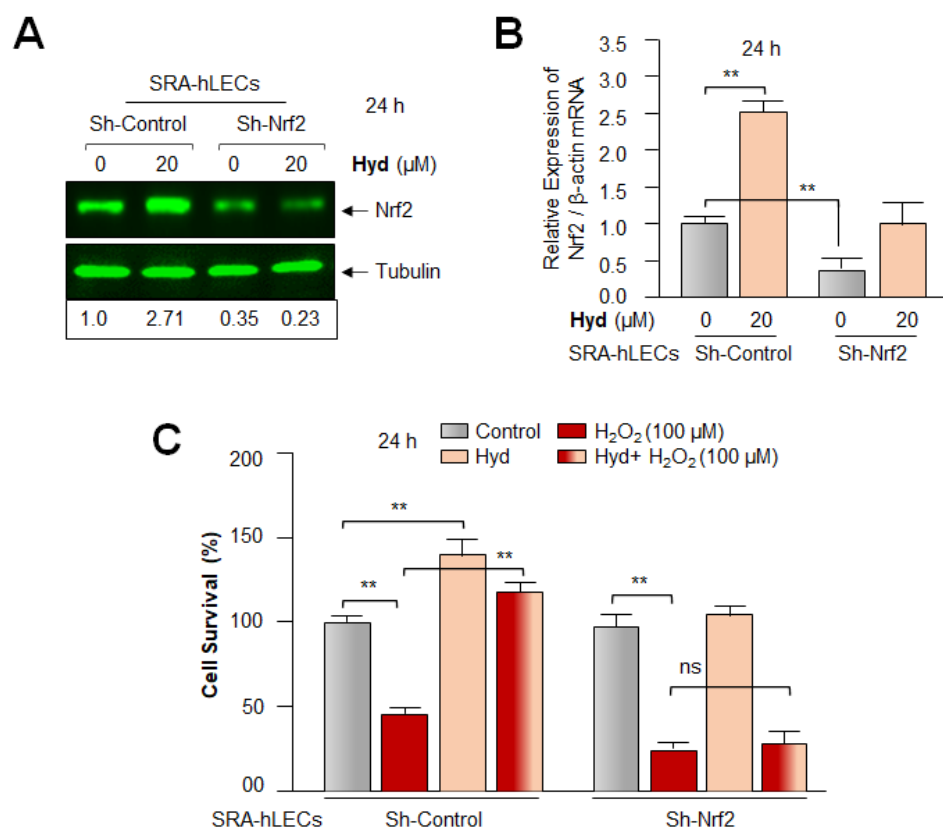 A
SRA-hLECs
Sh-Control Sh-Nrf2
24 h
0 20 0 20 Hyd (µM)
Nrf2
Tubulin
1.0 2.71 0.35 0.23
B
24 h
Relative Expression of
Nrf2 / β-actin mRNA
3.5
3.0
2.5
2.0
1.5
1.0
0.5
0.0
**
**
Hyd (µM) 0 20 0 20
SRA-hLECs Sh-Control Sh-Nrf2
C
24 h
Control H₂O₂ (100 µM)
Hyd Hyd+ H₂O₂ (100 µM)
Cell Survival (%)
200
150
100
50
00
**
**
**
**
ns
SRA-hLECs Sh-Control Sh-Nrf2